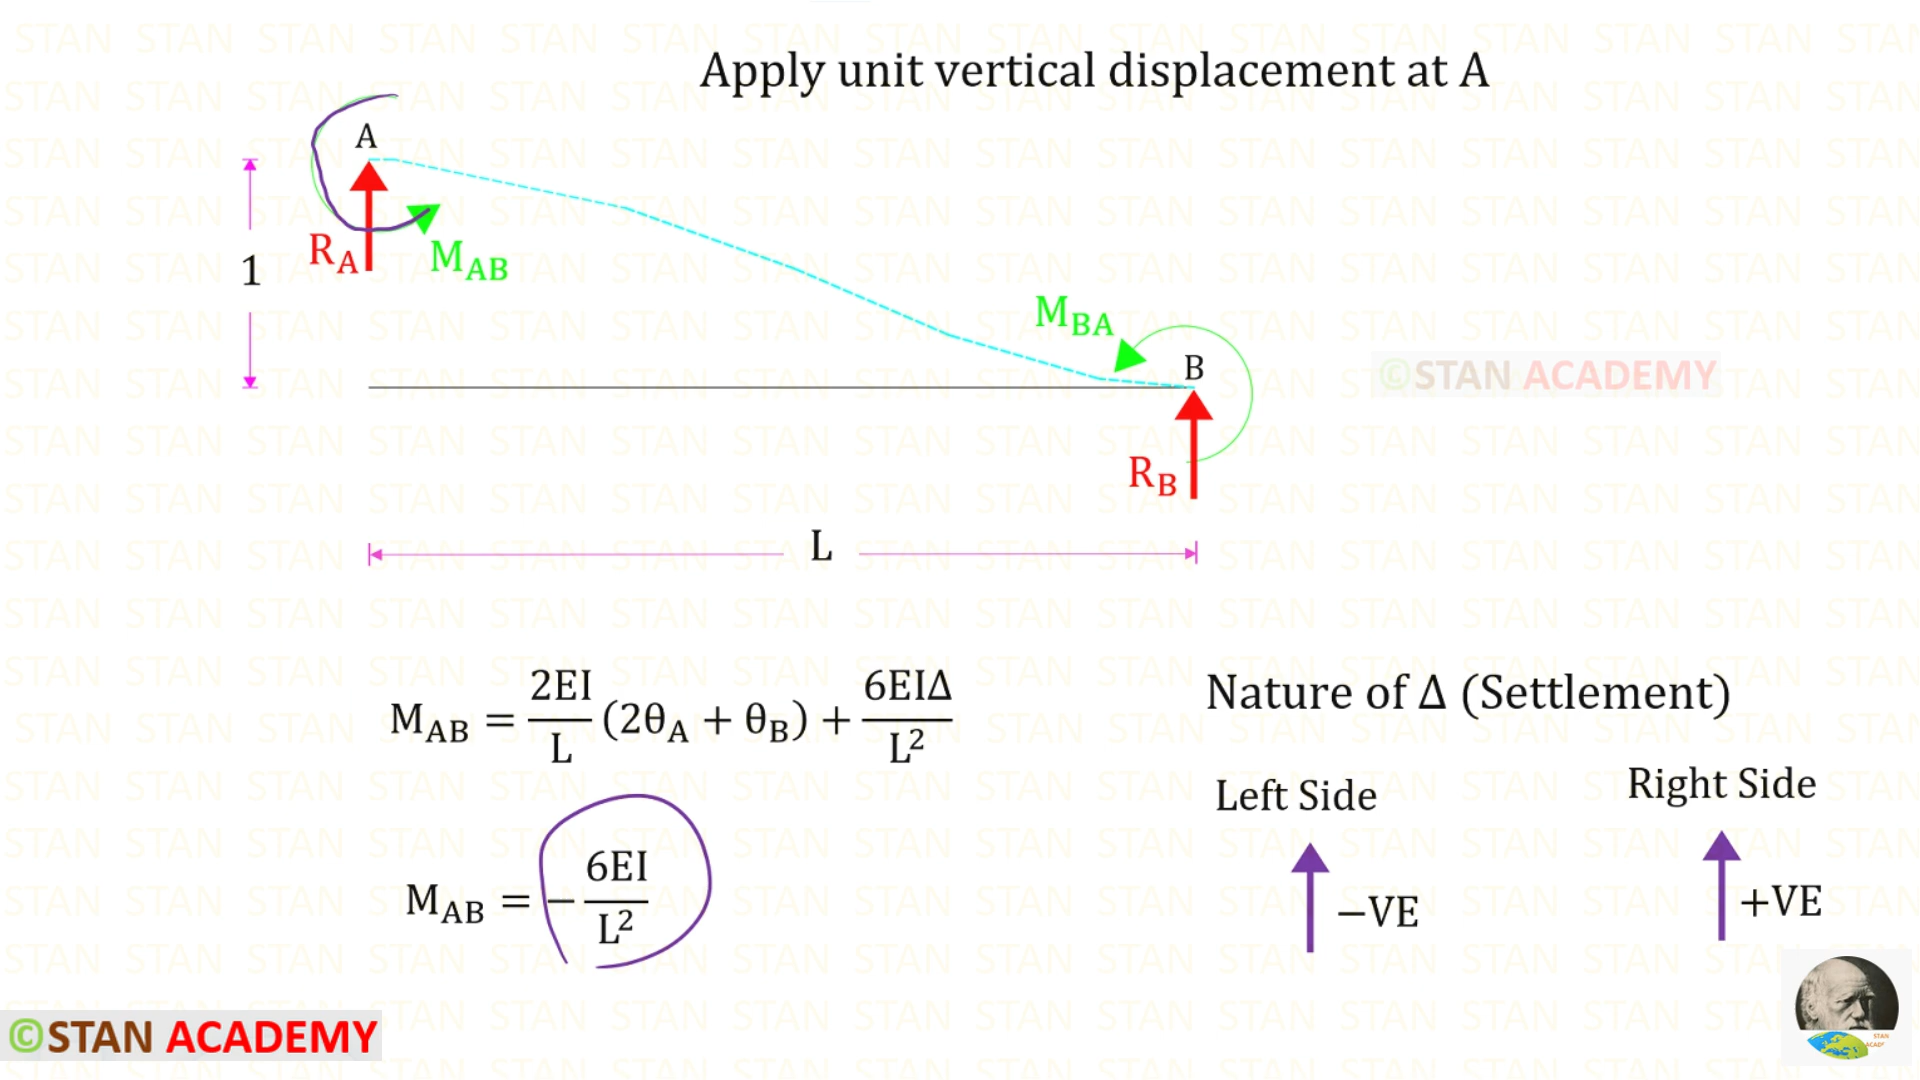 Apply unit vertical displacement at A
A
1
R_A
M_AB
M_BA
B
©STAN ACADEMY
R_B
L
M_AB = 2EI/L (2θ_A + θ_B) + 6EIΔ/L²
Nature of Δ (Settlement)
Left Side
Right Side
M_AB = −6EI/L²
−VE
+VE
©STAN ACADEMY
STAN